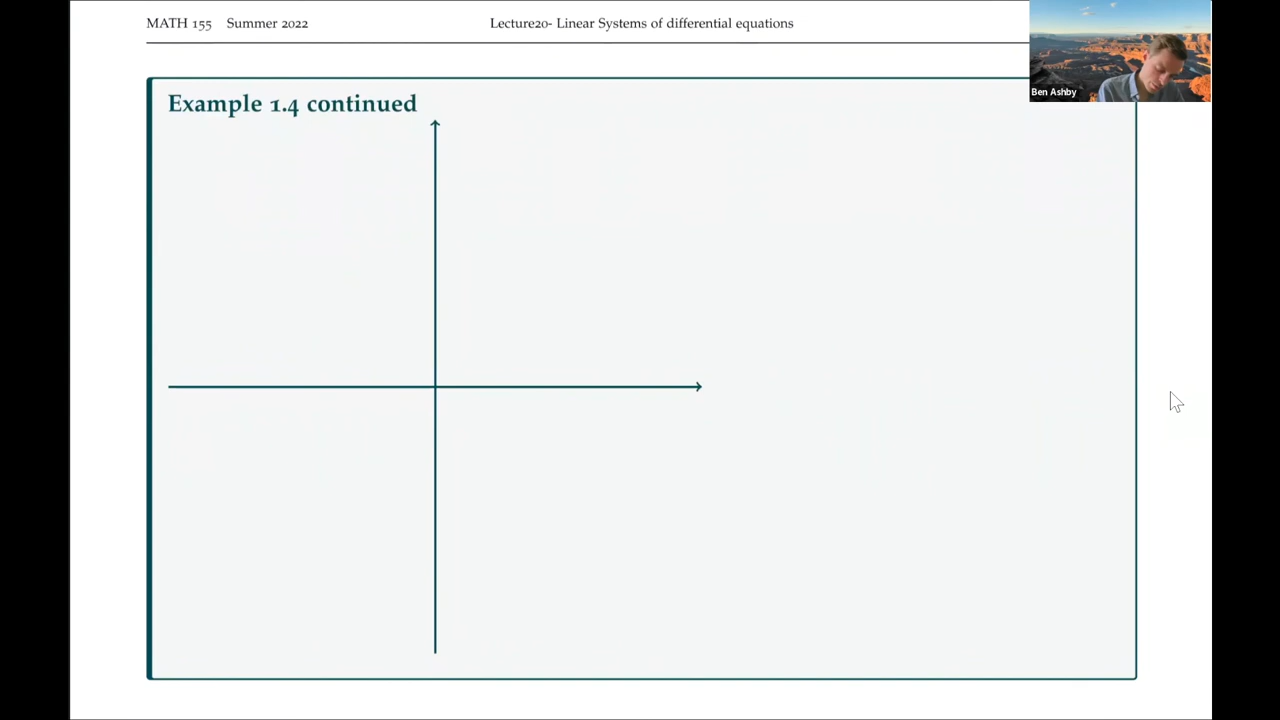 MATH 155 Summer 2022 Lecture20- Linear Systems of differential equations
Ben Ashby
Example 1.4 continued